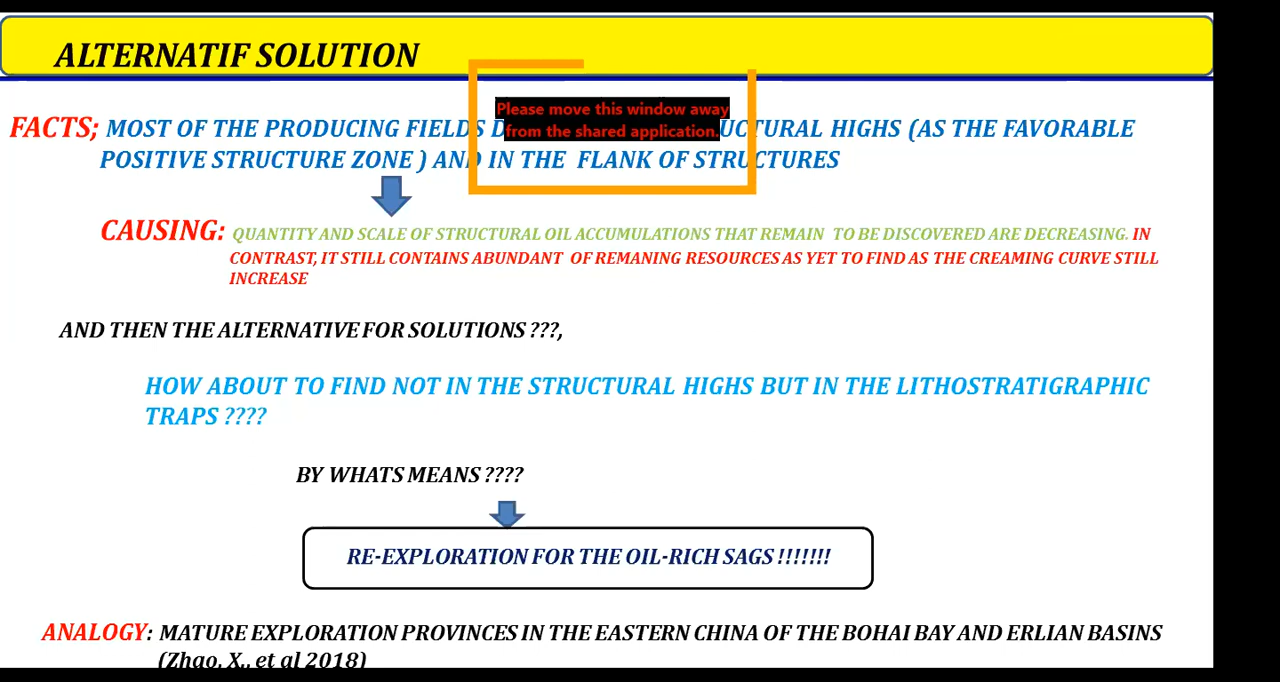 ALTERNATIF SOLUTION
FACTS; MOST OF THE PRODUCING FIELDS UCTURAL HIGHS (AS THE FAVORABLE
Please move this window away
from the shared application.
POSITIVE STRUCTURE ZONE ) AND IN THE FLANK OF STRUCTURES
CAUSING: QUANTITY AND SCALE OF STRUCTURAL OIL ACCUMULATIONS THAT REMAIN TO BE DISCOVERED ARE DECREASING. IN
CONTRAST, IT STILL CONTAINS ABUNDANT OF REMANING RESOURCES AS YET TO FIND AS THE CREAMING CURVE STILL
INCREASE
AND THEN THE ALTERNATIVE FOR SOLUTIONS ???,
HOW ABOUT TO FIND NOT IN THE STRUCTURAL HIGHS BUT IN THE LITHOSTRATIGRAPHIC
TRAPS ????
BY WHATS MEANS ????
RE-EXPLORATION FOR THE OIL-RICH SAGS !!!!!!!
ANALOGY: MATURE EXPLORATION PROVINCES IN THE EASTERN CHINA OF THE BOHAI BAY AND ERLIAN BASINS
(Zhao, X., et al 2018)